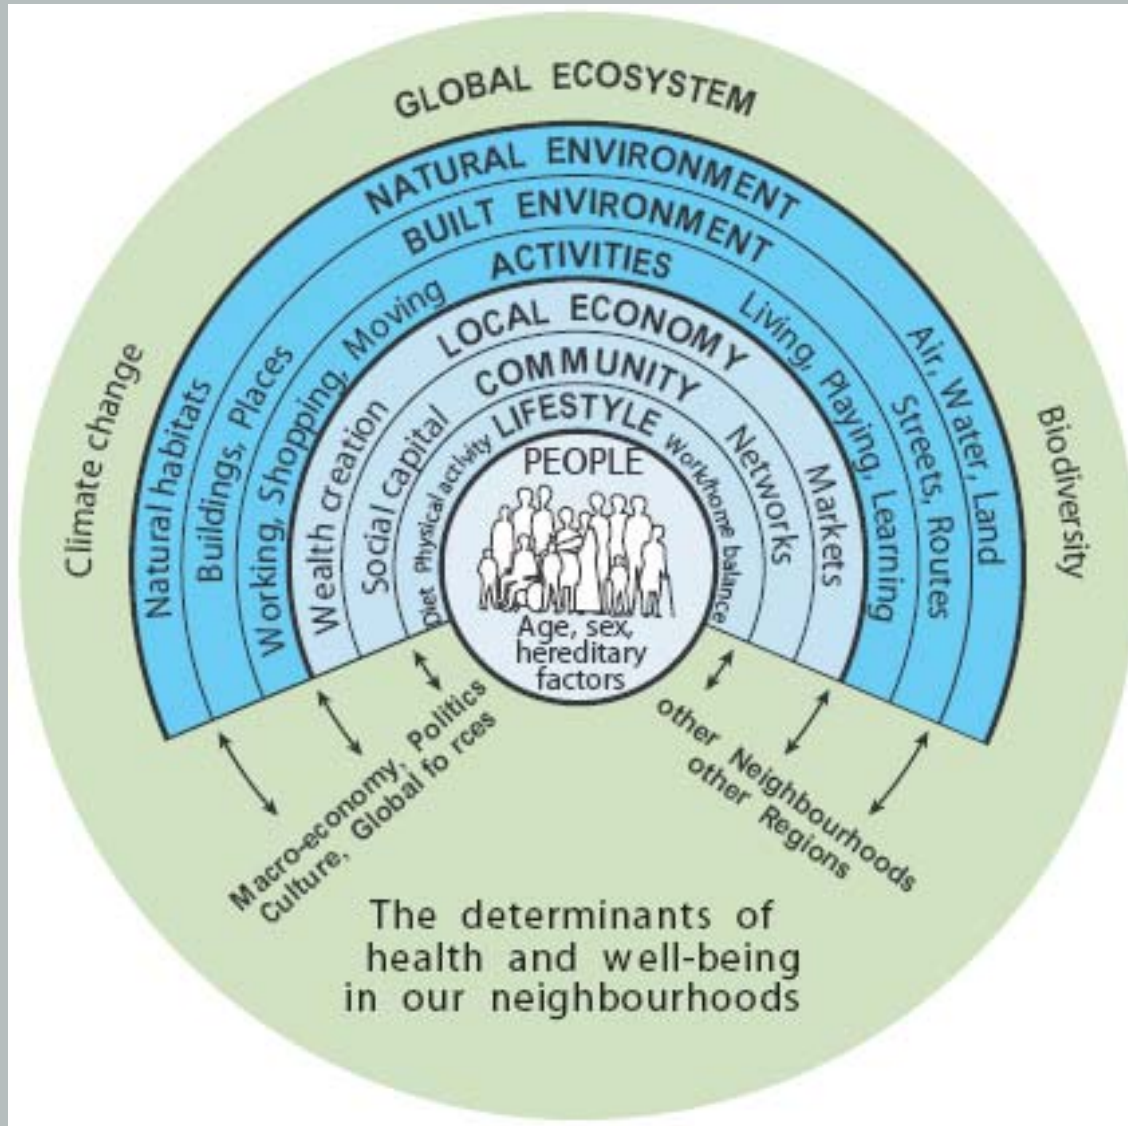 GLOBAL ECOSYSTEM
NATURAL ENVIRONMENT
BUILT ENVIRONMENT
ACTIVITIES
LOCAL ECONOMY
COMMUNITY
LIFESTYLE
PEOPLE
Age, sex,
hereditary
factors
Climate change
Natural habitats
Buildings, Places
Working, Shopping, Moving
Wealth creation
Social capital
Diet Physical activity
Work/home balance
Networks
Markets
Living, Playing, Learning
Streets, Routes
Air, Water, Land
Biodiversity
Macro-economy, Politics
Culture, Global fo rces
other Neighbourhoods
other Regions
The determinants of
health and well-being
in our neighbourhoods